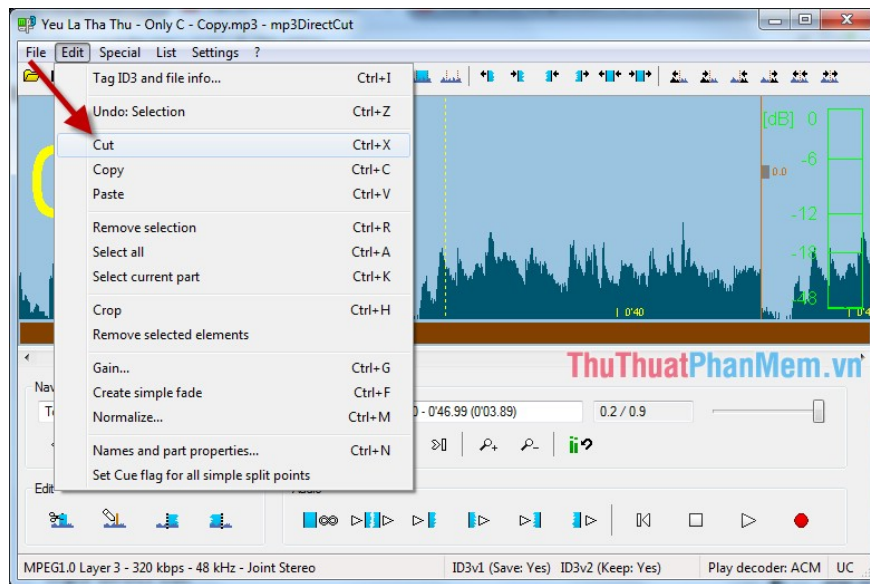 Yeu La Tha Thu - Only C - Copy.mp3 - mp3DirectCut
File Edit Special List Settings ?
Tag ID3 and file info... Ctrl+I
Undo: Selection Ctrl+Z
Cut Ctrl+X
Copy Ctrl+C
Paste Ctrl+V
Remove selection Ctrl+R
Select all Ctrl+A
Select current part Ctrl+K
Crop Ctrl+H
Remove selected elements
Gain... Ctrl+G
Create simple fade Ctrl+F
Normalize... Ctrl+M
Names and part properties... Ctrl+N
Set Cue flag for all simple split points
[dB] 0
-6
0.0
-12
-18
-48
0'40
ThuThuatPhanMem.vn
Nav
- 0'46.99 (0'03.89) 0.2 / 0.9
Edit
MPEG1.0 Layer 3 - 320 kbps - 48 kHz - Joint Stereo ID3v1 (Save: Yes) ID3v2 (Keep: Yes) Play decoder: ACM UC